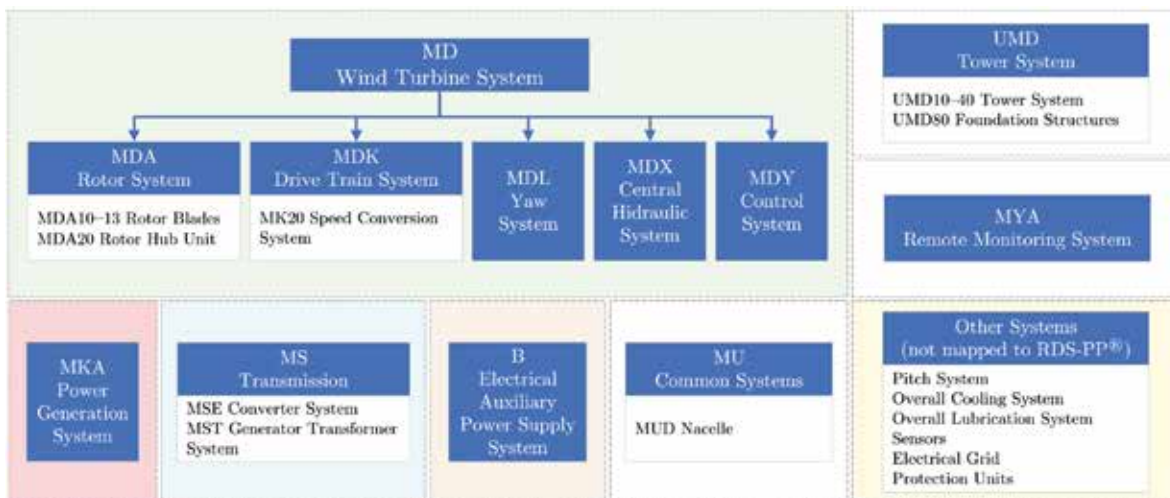 MD
Wind Turbine System
MDA
Rotor System
MDA10–13 Rotor Blades
MDA20 Rotor Hub Unit
MDK
Drive Train System
MK20 Speed Conversion
System
MDL
Yaw
System
MDX
Central
Hidraulic
System
MDY
Control
System
UMD
Tower System
UMD10–40 Tower System
UMD80 Foundation Structures
MYA
Remote Monitoring System
MKA
Power
Generation
System
MS
Transmission
MSE Converter System
MST Generator Transformer
System
B
Electrical
Auxiliary
Power Supply
System
MU
Common Systems
MUD Nacelle
Other Systems
(not mapped to RDS-PP®)
Pitch System
Overall Cooling System
Overall Lubrication System
Sensors
Electrical Grid
Protection Units